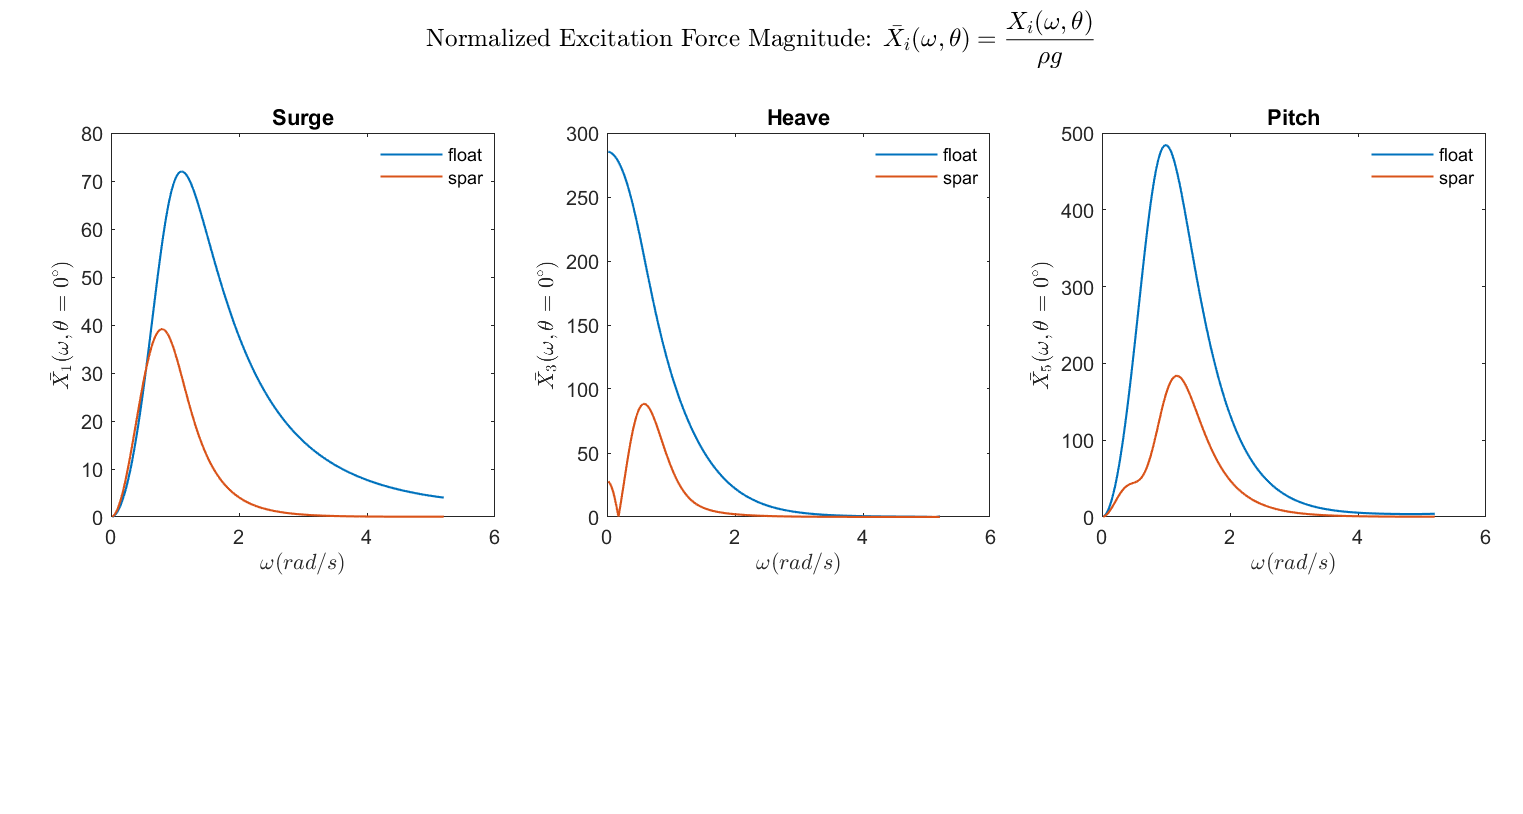 Normalized Excitation Force Magnitude: X̄ᵢ(ω, θ) = Xᵢ(ω, θ) / ρg
Surge
80
70
60
50
40
30
20
10
0
0 2 4 6
X̄₁(ω, θ = 0°)
ω(rad/s)
float
spar
Heave
300
250
200
150
100
50
0
0 2 4 6
X̄₃(ω, θ = 0°)
ω(rad/s)
float
spar
Pitch
500
400
300
200
100
0
0 2 4 6
X̄₅(ω, θ = 0°)
ω(rad/s)
float
spar